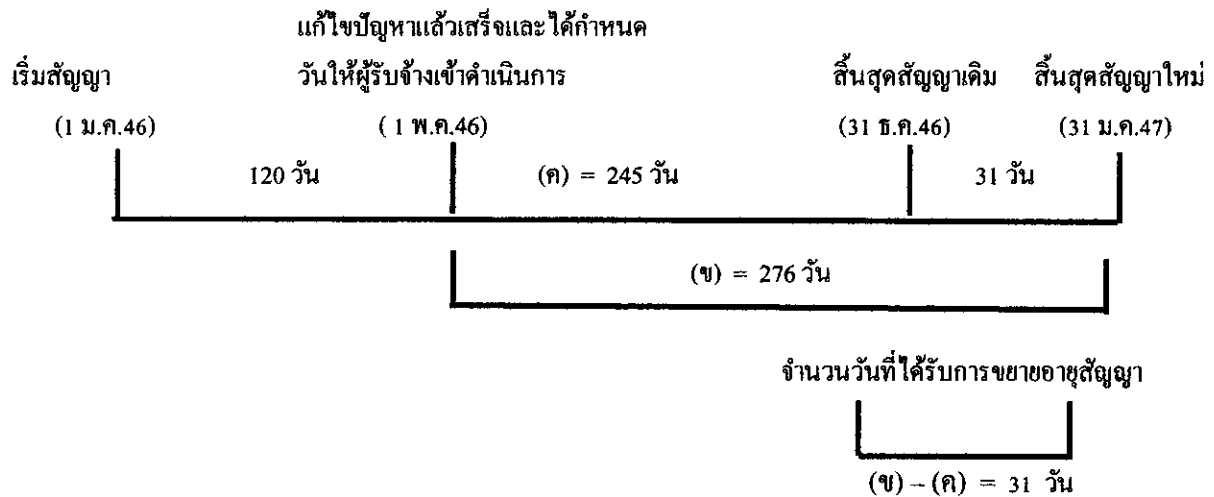 แก้ไขปัญหาแล้วเสร็จและได้กำหนด
เริ่มสัญญา วันให้ผู้รับจ้างเข้าดำเนินการ สิ้นสุดสัญญาเดิม สิ้นสุดสัญญาใหม่
(1 ม.ค.46) ( 1 พ.ค.46) (31 ธ.ค.46) (31 ม.ค.47)
120 วัน (ค) = 245 วัน 31 วัน
(ข) = 276 วัน
จำนวนวันที่ได้รับการขยายอายุสัญญา
(ข) – (ค) = 31 วัน